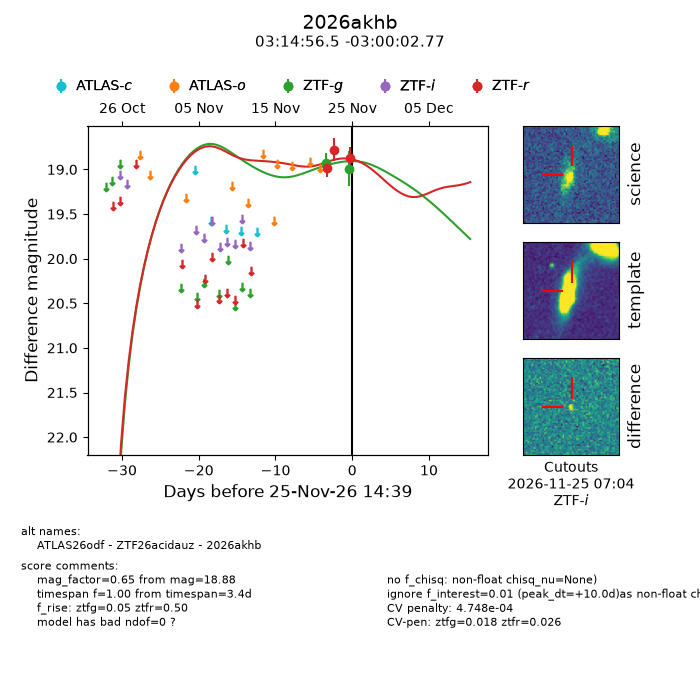 2026akhb
03:14:56.5 -03:00:02.77
ATLAS-c
ATLAS-o
ZTF-g
ZTF-i
ZTF-r
26 Oct
05 Nov
15 Nov
25 Nov
05 Dec
19.0
19.5
20.0
20.5
21.0
21.5
22.0
Difference magnitude
−30
−20
−10
0
10
Days before 25-Nov-26 14:39
science
template
difference
Cutouts
2026-11-25 07:04
ZTF-i
alt names:
ATLAS26odf - ZTF26acidauz - 2026akhb
score comments:
mag_factor=0.65 from mag=18.88
timespan f=1.00 from timespan=3.4d
f_rise: ztfg=0.05 ztfr=0.50
model has bad ndof=0 ?
no f_chisq: non-float chisq_nu=None)
ignore f_interest=0.01 (peak_dt=+10.0d)as non-float ch
CV penalty: 4.748e-04
CV-pen: ztfg=0.018 ztfr=0.026